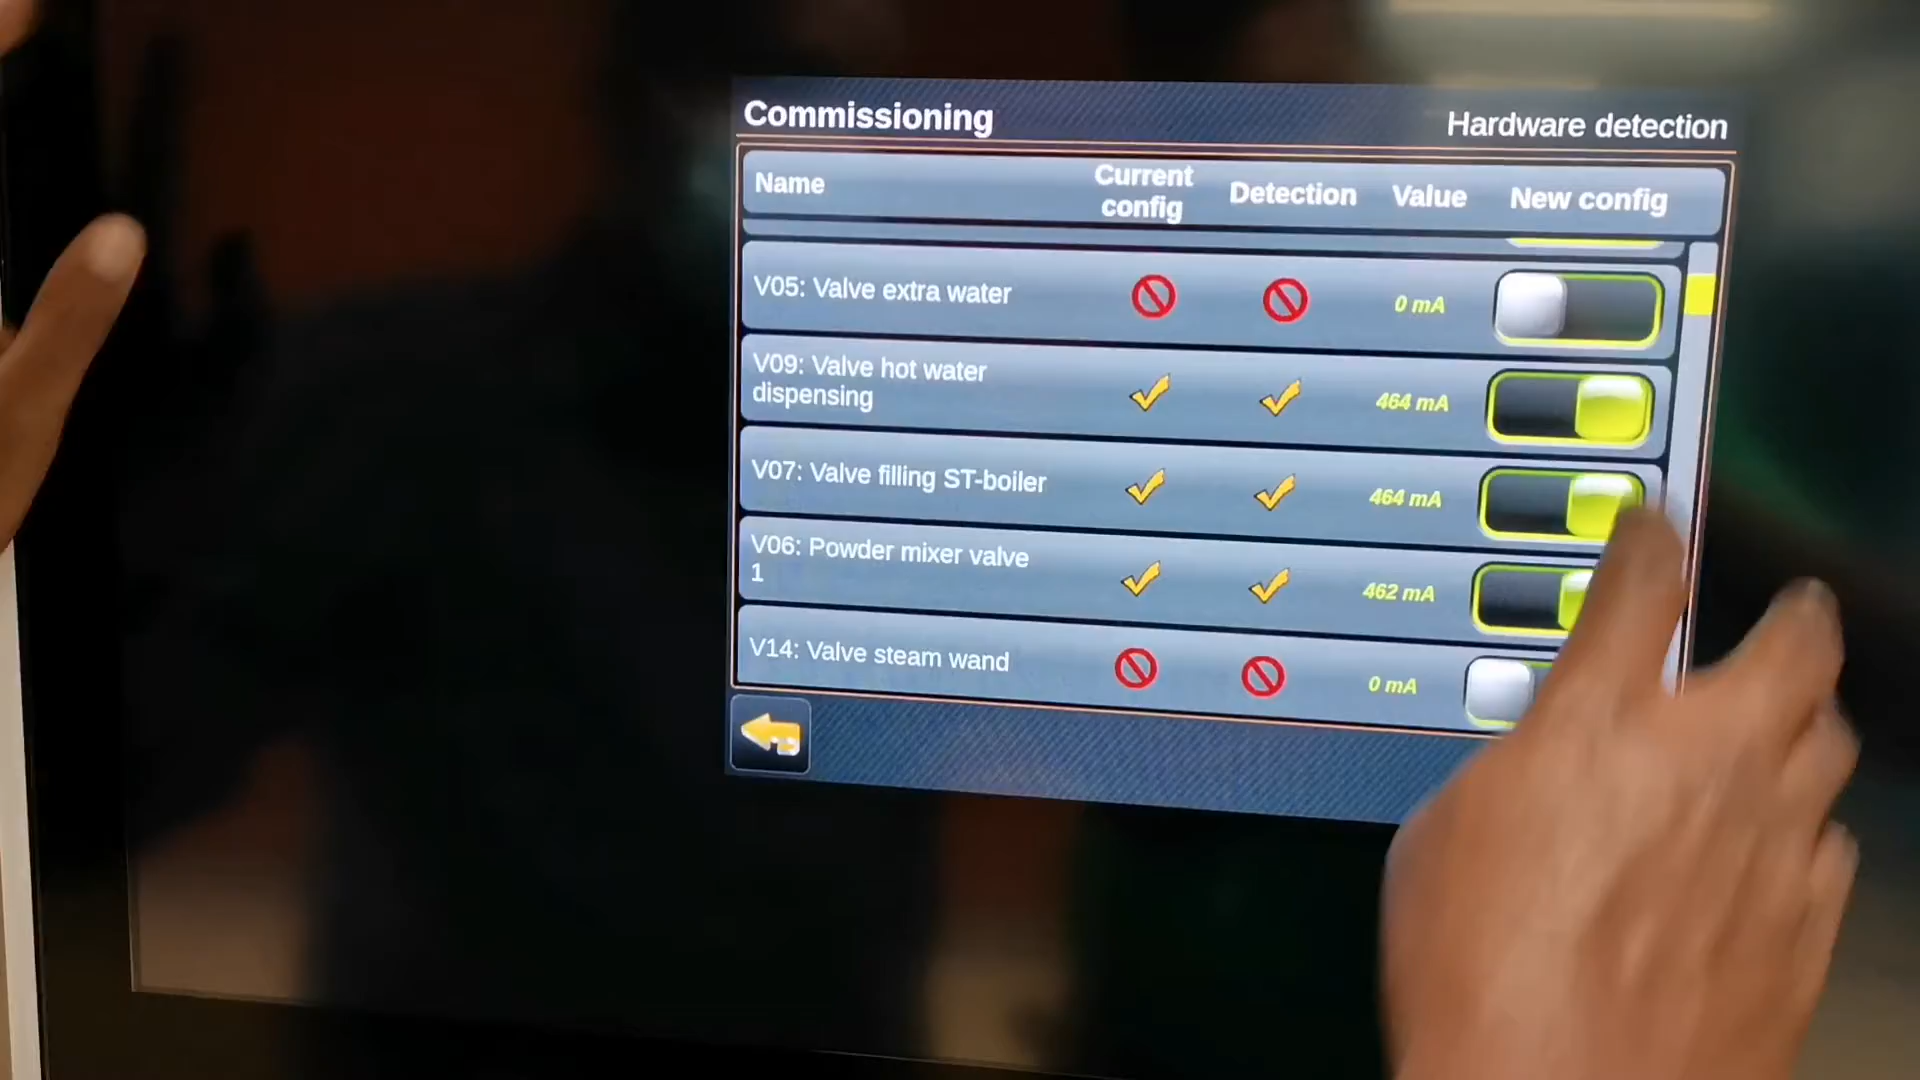 Commissioning
Hardware detection
Name
Current
config
Detection
Value
New config
V05: Valve extra water
0 mA
V09: Valve hot water
dispensing
464 mA
V07: Valve filling ST-boiler
464 mA
V06: Powder mixer valve
1
462 mA
V14: Valve steam wand
0 mA